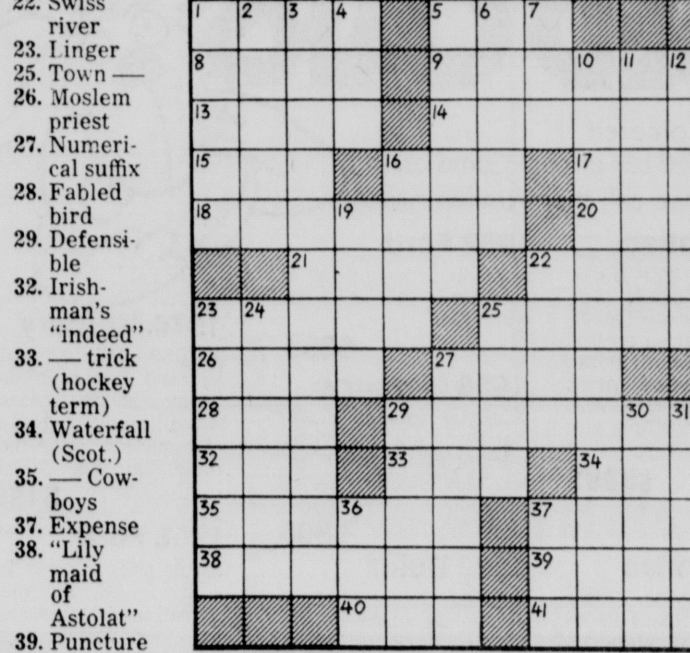 22. Swiss
river
23. Linger
25. Town —
26. Moslem
priest
27. Numeri-
cal suffix
28. Fabled
bird
29. Defensi-
ble
32. Irish-
man's
"indeed"
33. — trick
(hockey
term)
34. Waterfall
(Scot.)
35. — Cow-
boys
37. Expense
38. "Lily
maid
of
Astolat"
39. Puncture
1 2 3 4 5 6 7
8 9 10 11 12
13 14
15 16 17
18 19 20
21 22
23 24 25
26 27
28 29 30 31
32 33 34
35 36 37
38 39
40 41